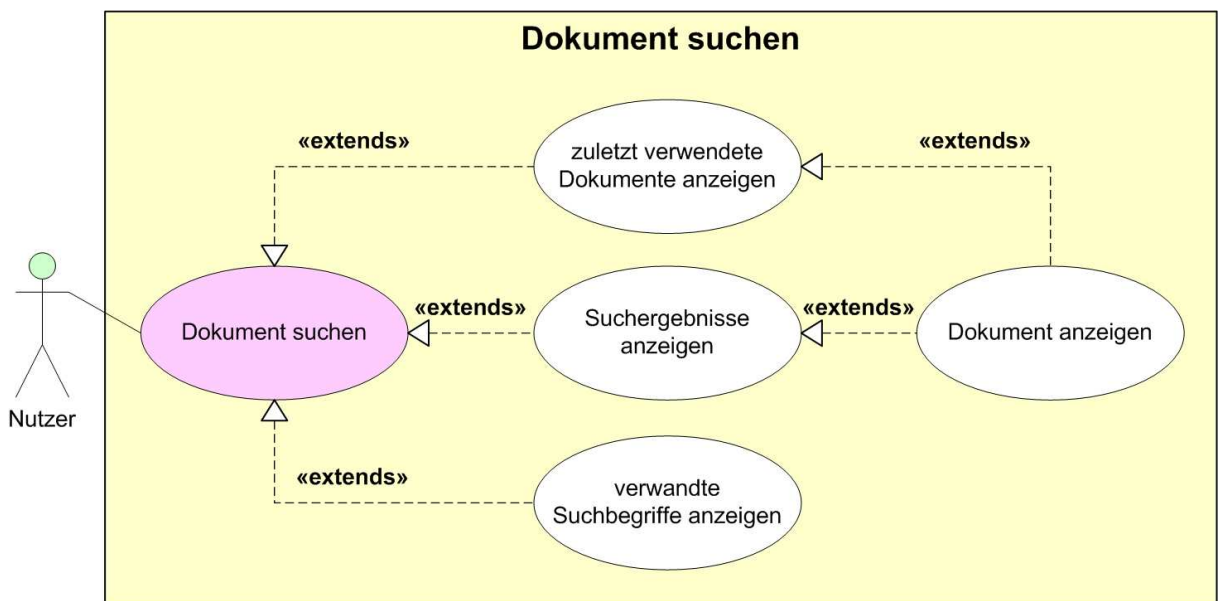 Dokument suchen
«extends»
«extends»
zuletzt verwendete
Dokumente anzeigen
«extends»
«extends»
Dokument suchen
Suchergebnisse
anzeigen
Dokument anzeigen
Nutzer
«extends»
verwandte
Suchbegriffe anzeigen